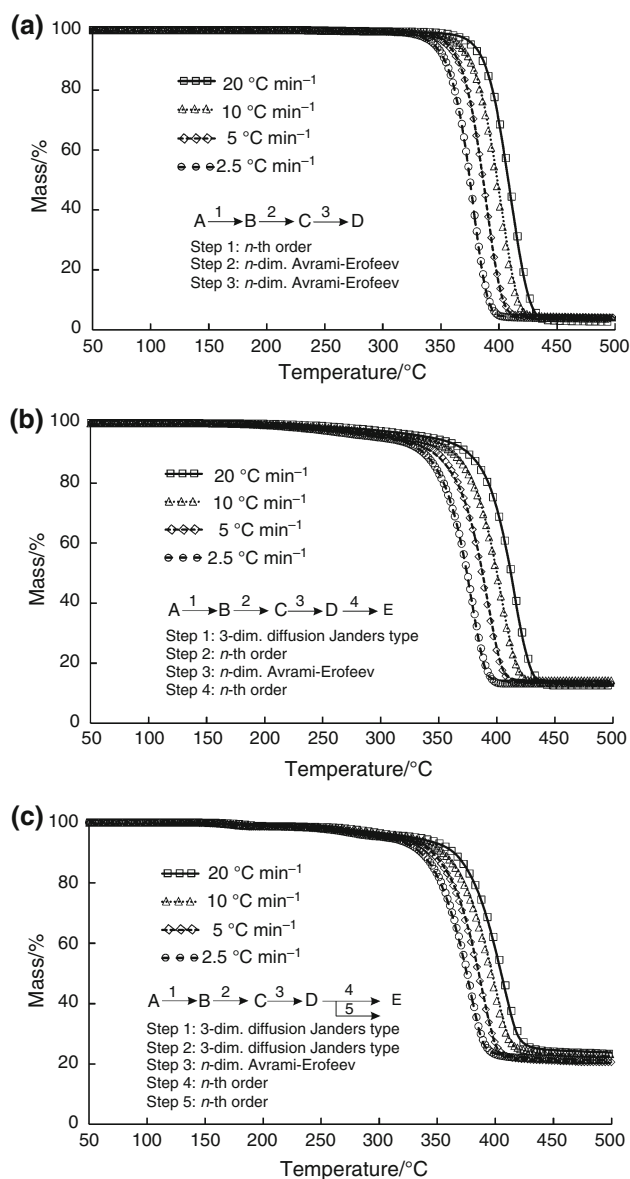 (a)
100
80
60
40
20
0
Mass/%
20 °C min⁻¹
10 °C min⁻¹
5 °C min⁻¹
2.5 °C min⁻¹
A 1 B 2 C 3 D
Step 1: n-th order
Step 2: n-dim. Avrami-Erofeev
Step 3: n-dim. Avrami-Erofeev
50 100 150 200 250 300 350 400 450 500
Temperature/°C
(b)
100
80
60
40
20
0
Mass/%
20 °C min⁻¹
10 °C min⁻¹
5 °C min⁻¹
2.5 °C min⁻¹
A 1 B 2 C 3 D 4 E
Step 1: 3-dim. diffusion Janders type
Step 2: n-th order
Step 3: n-dim. Avrami-Erofeev
Step 4: n-th order
50 100 150 200 250 300 350 400 450 500
Temperature/°C
(c)
100
80
60
40
20
0
Mass/%
20 °C min⁻¹
10 °C min⁻¹
5 °C min⁻¹
2.5 °C min⁻¹
A 1 B 2 C 3 D 4 E
5
Step 1: 3-dim. diffusion Janders type
Step 2: 3-dim. diffusion Janders type
Step 3: n-dim. Avrami-Erofeev
Step 4: n-th order
Step 5: n-th order
50 100 150 200 250 300 350 400 450 500
Temperature/°C